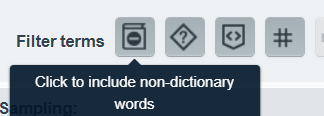 Filter terms
Click to include non-dictionary
words
Sampling: